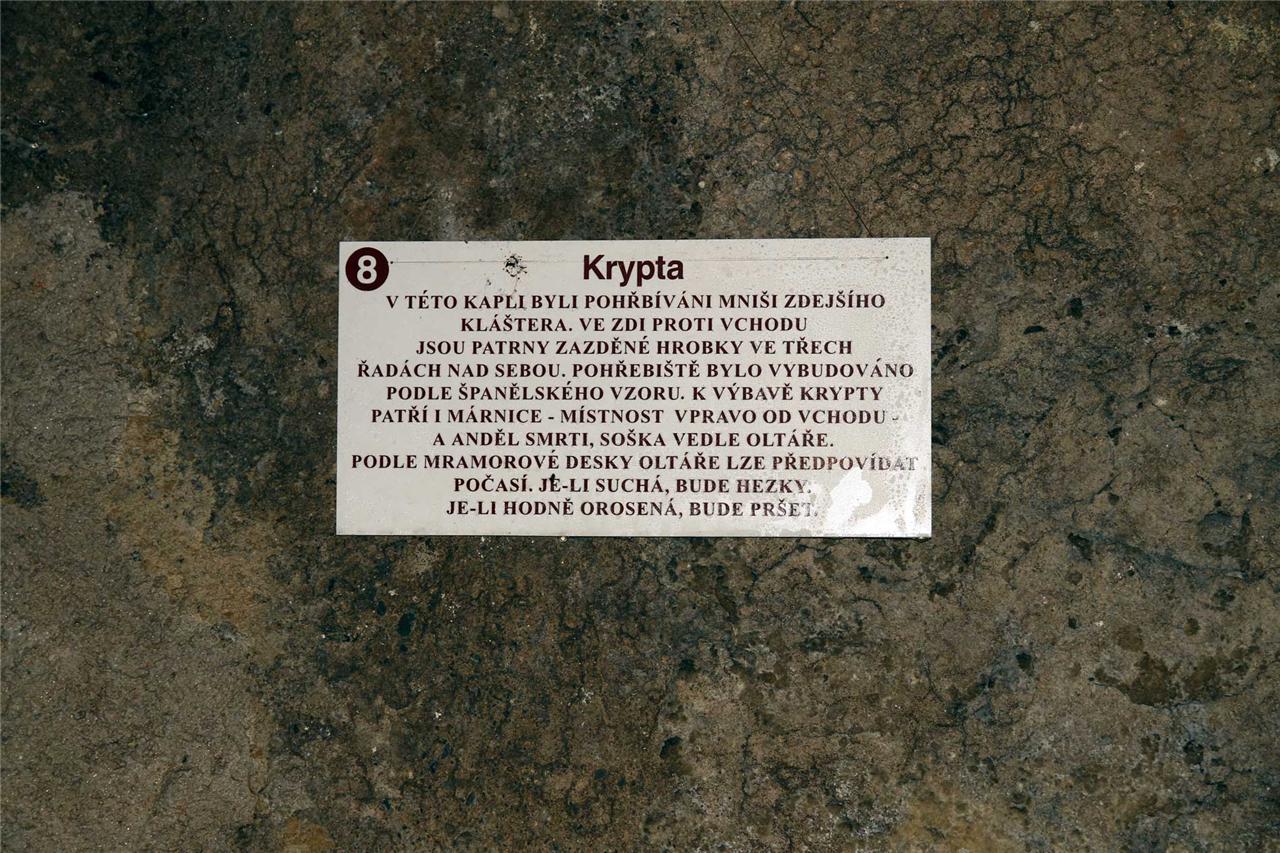 8 Krypta
V TÉTO KAPLI BYLI POHŘBÍVÁNI MNIŠI ZDEJŠÍHO
KLÁŠTERA. VE ZDI PROTI VCHODU
JSOU PATRNY ZAZDĚNÉ HROBKY VE TŘECH
ŘADÁCH NAD SEBOU. POHŘEBIŠTĚ BYLO VYBUDOVÁNO
PODLE ŠPANĚLSKÉHO VZORU. K VÝBAVĚ KRYPTY
PATŘÍ I MÁRNICE - MÍSTNOST VPRAVO OD VCHODU -
A ANDĚL SMRTI, SOŠKA VEDLE OLTÁŘE.
PODLE MRAMOROVÉ DESKY OLTÁŘE LZE PŘEDPOVÍDAT
POČASÍ. JE-LI SUCHÁ, BUDE HEZKY.
JE-LI HODNĚ OROSENÁ, BUDE PRŠET.